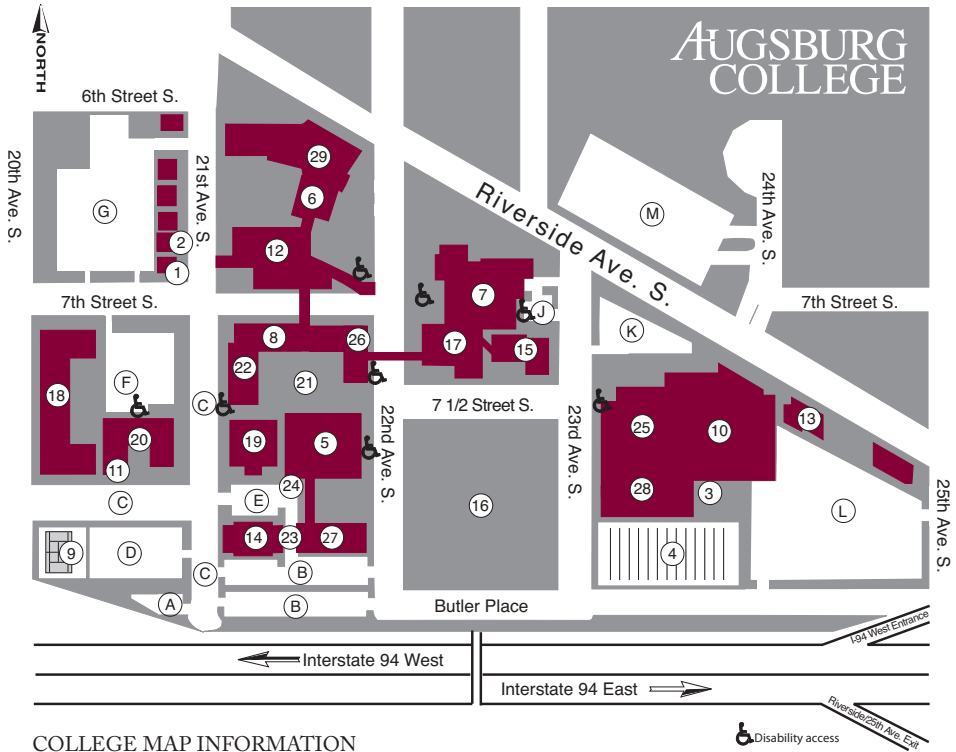 AUGSBURG
COLLEGE
NORTH
6th Street S.
20th Ave. S.
21st Ave. S.
24th Ave. S.
Riverside Ave. S.
29
6
M
G
2
1
12
7th Street S.
7
J
7th Street S.
K
8
26
17
15
22
21
18
F
C
7 1/2 Street S.
22nd Ave. S.
23rd Ave. S.
13
25
10
20
19
5
11
24
28
3
25th Ave. S.
C
E
16
L
14
23
27
9
D
4
C
B
A
B
Butler Place
I-94 West Entrance
Interstate 94 West
Interstate 94 East
Riverside/25th Ave. Exit
COLLEGE MAP INFORMATION
Disability access